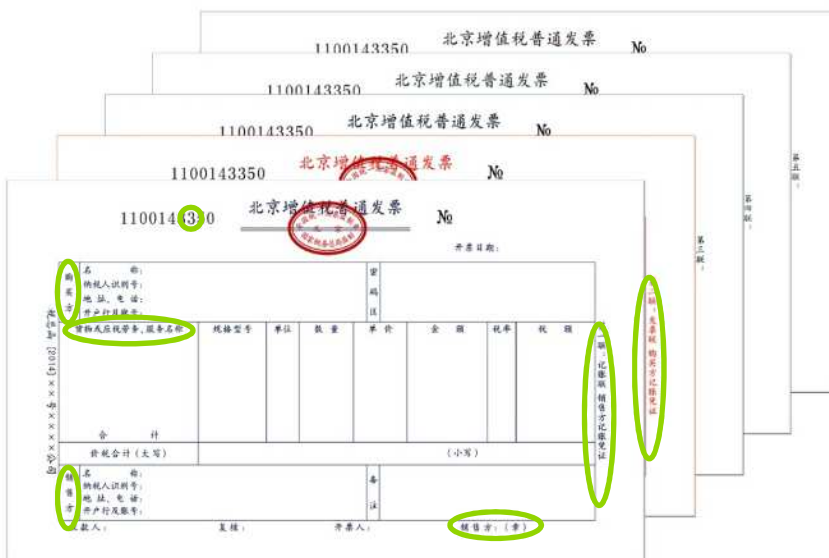 1100143350 北京增值税普通发票 №
1100143350 北京增值税普通发票 №
1100143350 北京增值税普通发票 №
1100143350 北京增值税普通发票 №
1100143350 北京增值税普通发票 №
开票日期:
购买方
名 称:
纳税人识别号:
地 址、电 话:
开户行及账号:
密码区
货物或应税劳务、服务名称 规格型号 单位 数 量 单 价 金 额 税率 税 额
合 计
价税合计(大写) (小写)
销售方
名 称:
纳税人识别号:
地 址、电 话:
开户行及账号:
备注
收款人: 复核: 开票人: 销售方:(章)
[2014]××号×××××公司
第一联:记账联 销售方记账凭证
第二联:发票联 购买方记账凭证
第三联:
第四联:
第五联: